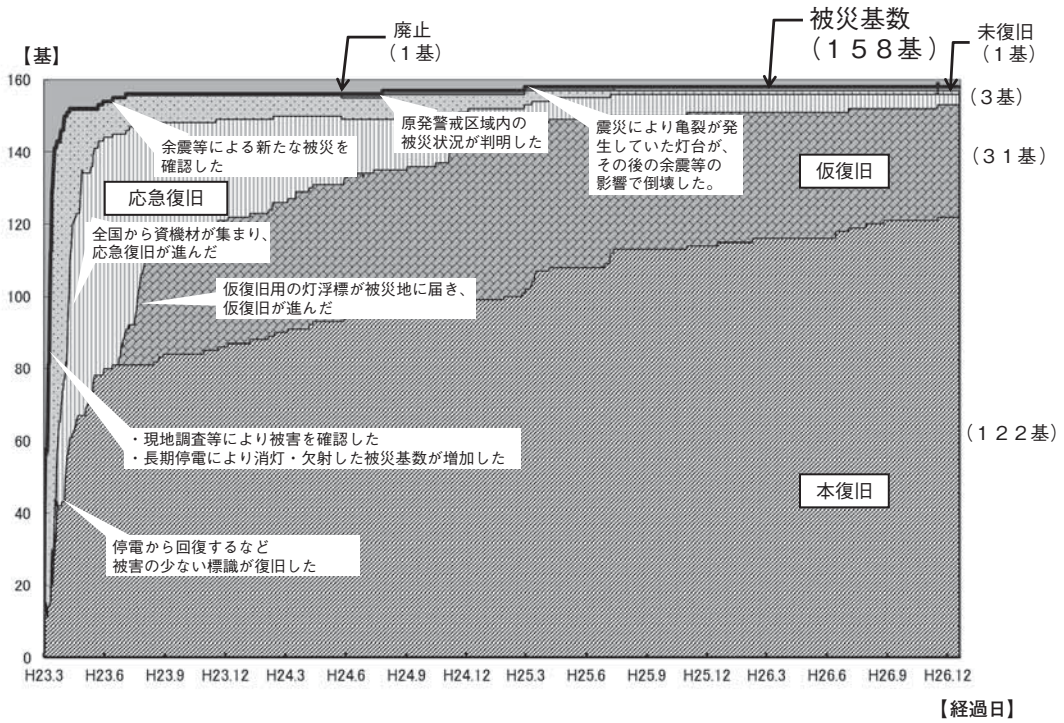 【基】
廃止
(1基)
被災基数
(158基)
未復旧
(1基)
160
140
120
100
80
60
40
20
0
余震等による新たな被災を
確認した
原発警戒区域内の
被災状況が判明した
震災により亀裂が発
生していた灯台が、
その後の余震等の
影響で倒壊した。
(3基)
(31基)
(122基)
応急復旧
仮復旧
全国から資機材が集まり、
応急復旧が進んだ
仮復旧用の灯浮標が被災地に届き、
仮復旧が進んだ
・現地調査等により被害を確認した
・長期停電により消灯・欠射した被災基数が増加した
本復旧
停電から回復するなど
被害の少ない標識が復旧した
H23.3 H23.6 H23.9 H23.12 H24.3 H24.6 H24.9 H24.12 H25.3 H25.6 H25.9 H25.12 H26.3 H26.6 H26.9 H26.12
【経過日】